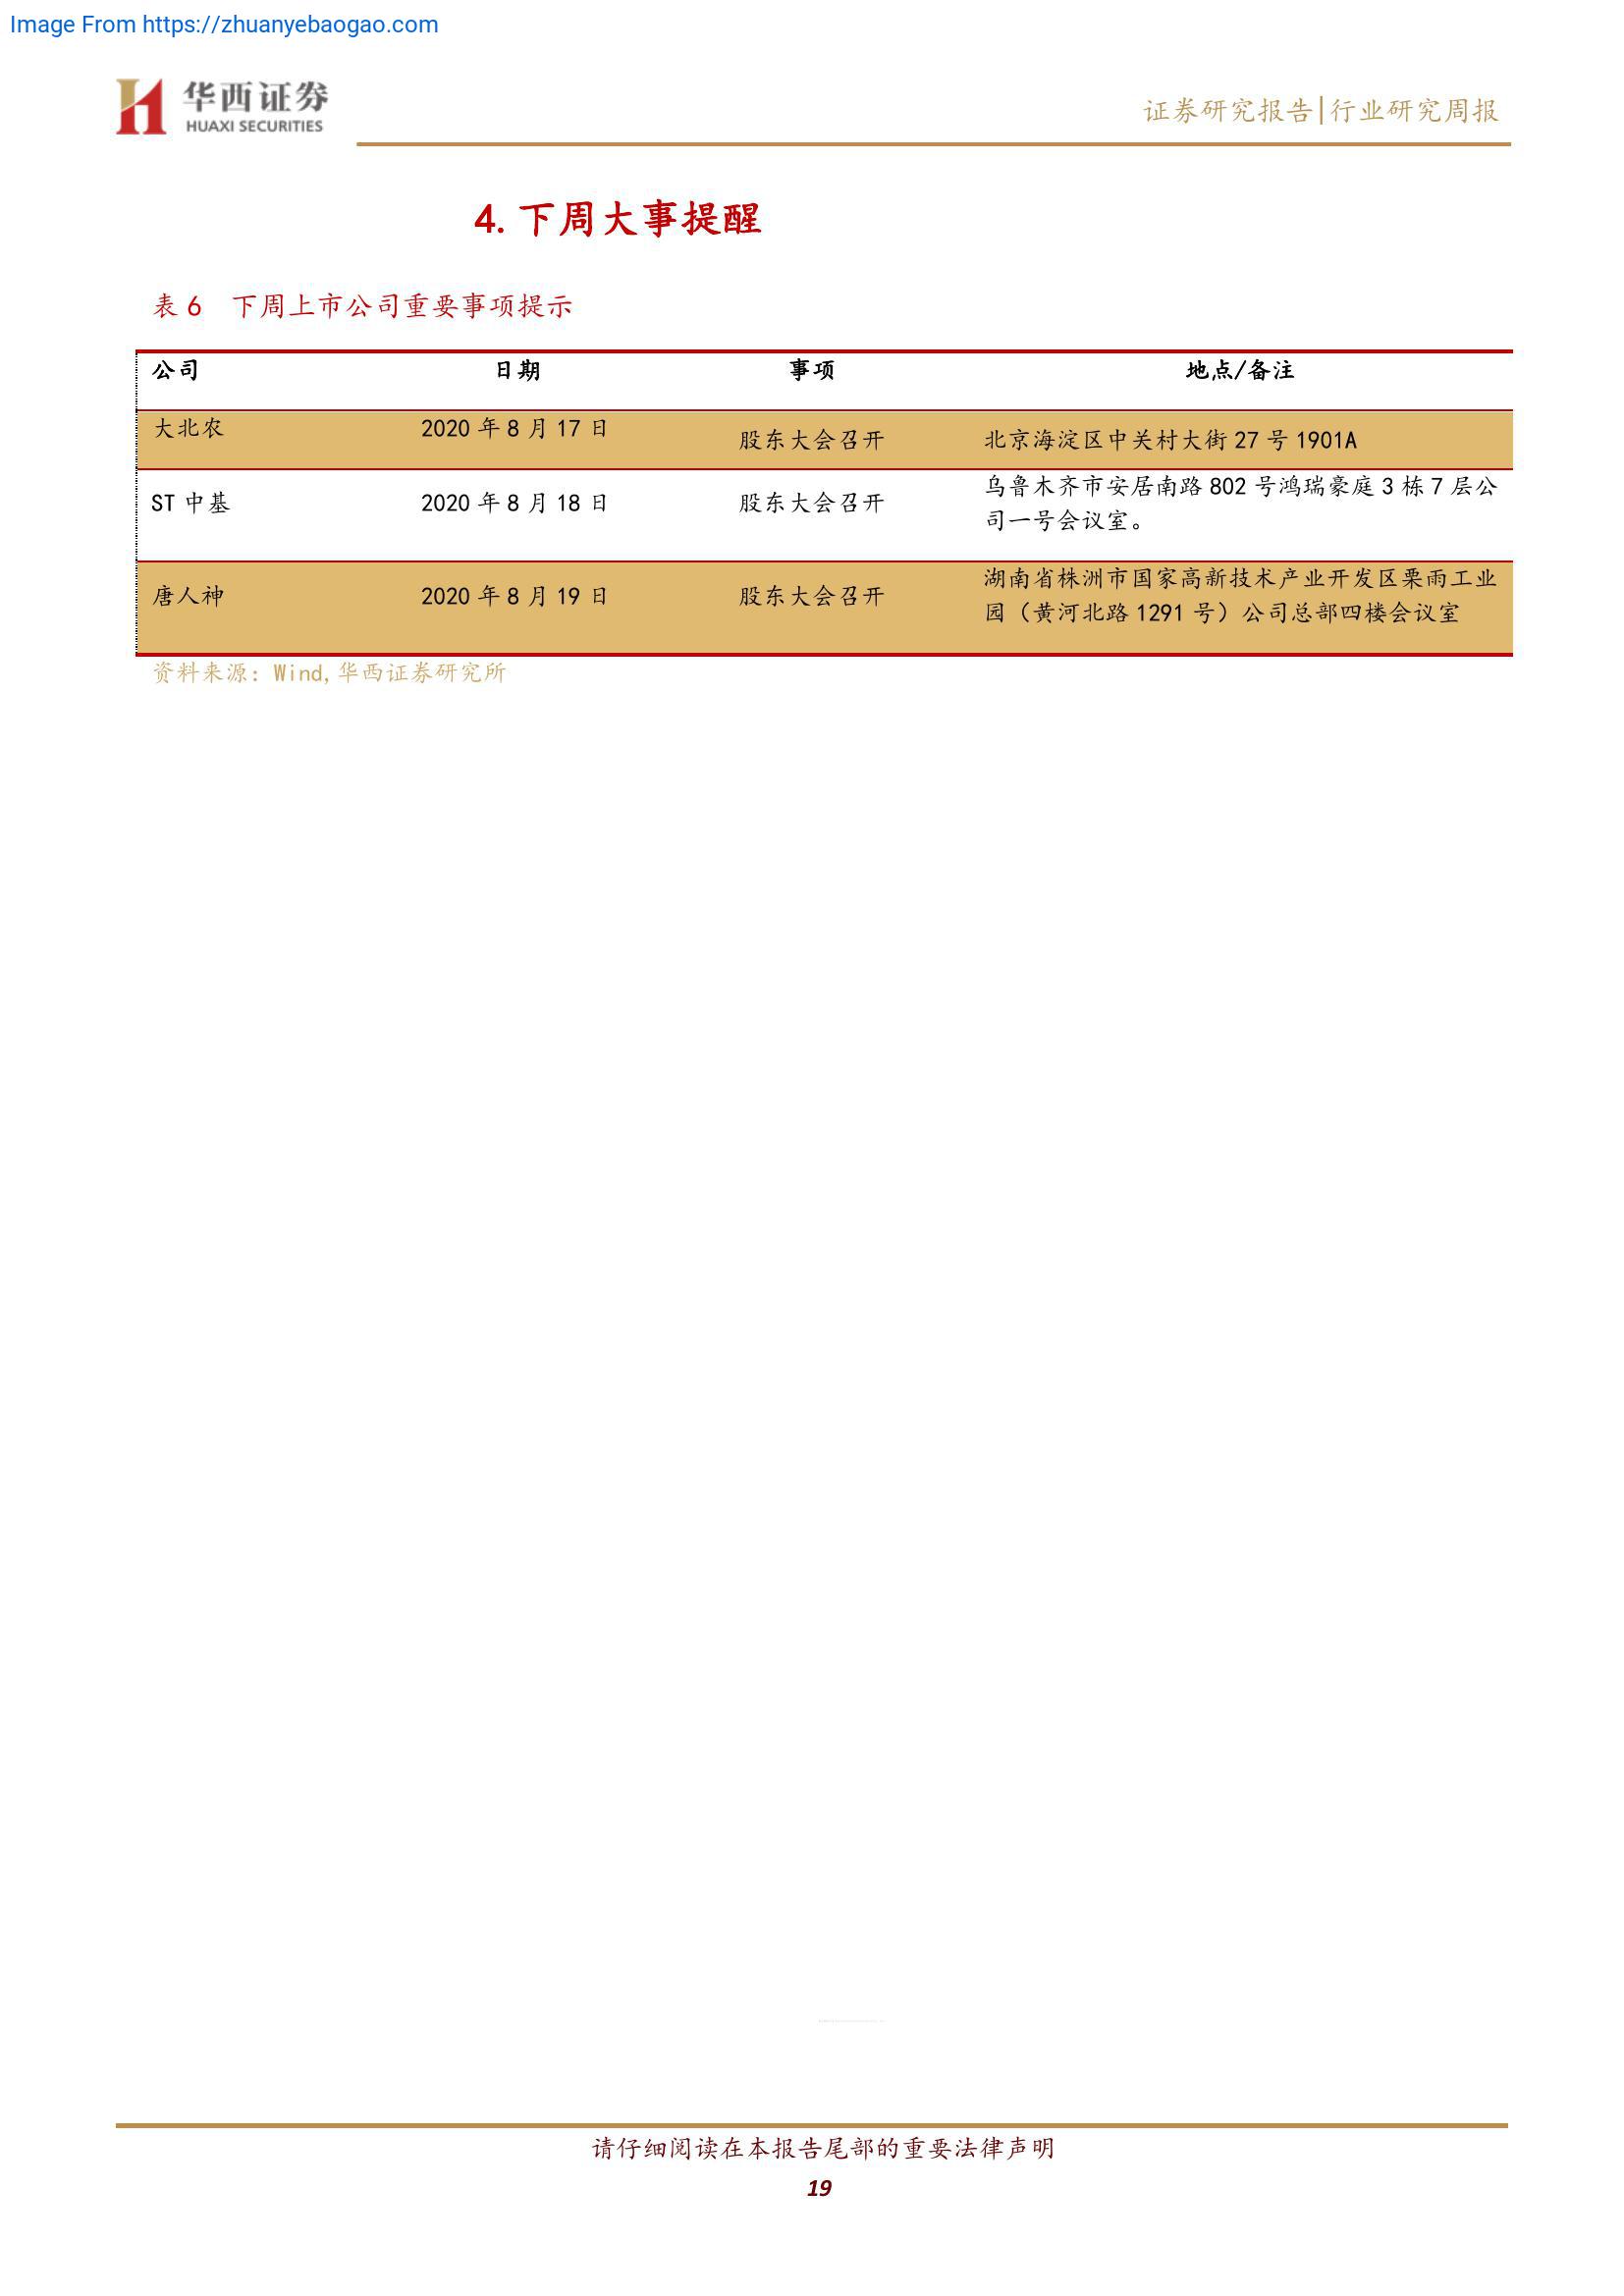 Image From https://zhuanyebaogao.com
华西证券
HUAXI SECURITIES
证券研究报告|行业研究周报
4. 下周大事提醒
表 6 下周上市公司重要事项提示
公司 日期 事项 地点/备注
大北农 2020 年 8 月 17 日 股东大会召开 北京海淀区中关村大街 27 号 1901A
ST 中基 2020 年 8 月 18 日 股东大会召开 乌鲁木齐市安居南路 802 号鸿瑞豪庭 3 栋 7 层公
司一号会议室。
唐人神 2020 年 8 月 19 日 股东大会召开 湖南省株洲市国家高新技术产业开发区栗雨工业
园（黄河北路 1291 号）公司总部四楼会议室
资料来源：Wind,华西证券研究所
请仔细阅读在本报告尾部的重要法律声明
19